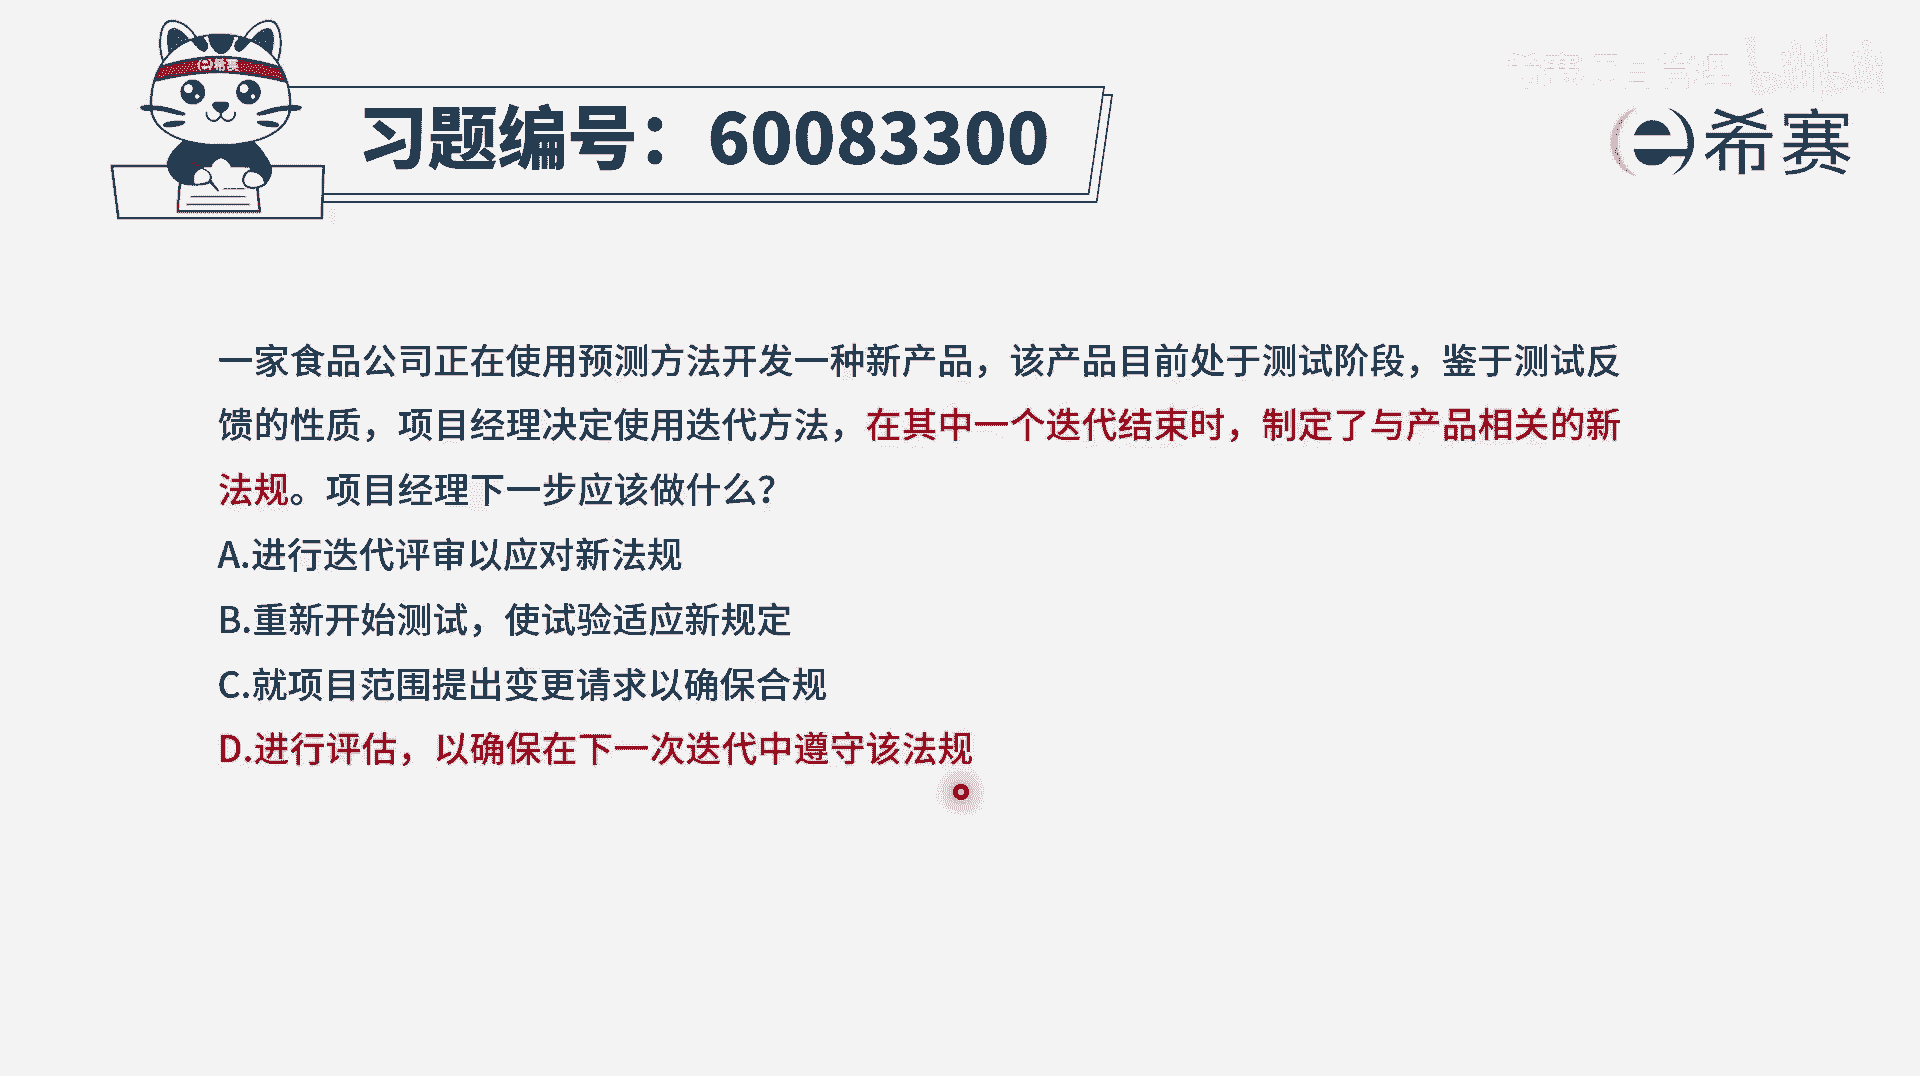 希赛
习题编号：60083300
希赛
一家食品公司正在使用预测方法开发一种新产品，该产品目前处于测试阶段，鉴于测试反
馈的性质，项目经理决定使用迭代方法，在其中一个迭代结束时，制定了与产品相关的新
法规。项目经理下一步应该做什么？
A.进行迭代评审以应对新法规
B.重新开始测试，使试验适应新规定
C.就项目范围提出变更请求以确保合规
D.进行评估，以确保在下一次迭代中遵守该法规